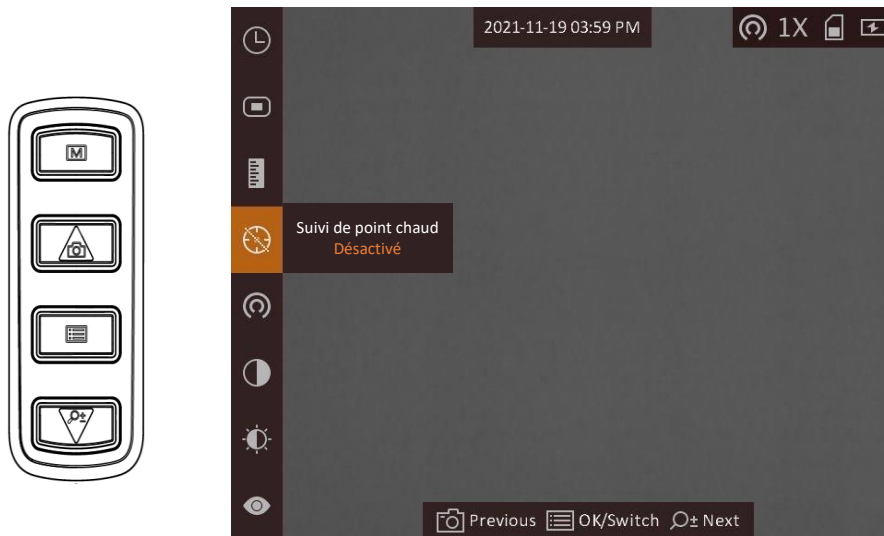 M
2021-11-19 03:59 PM
1X
Suivi de point chaud
Désactivé
Previous OK/Switch Next